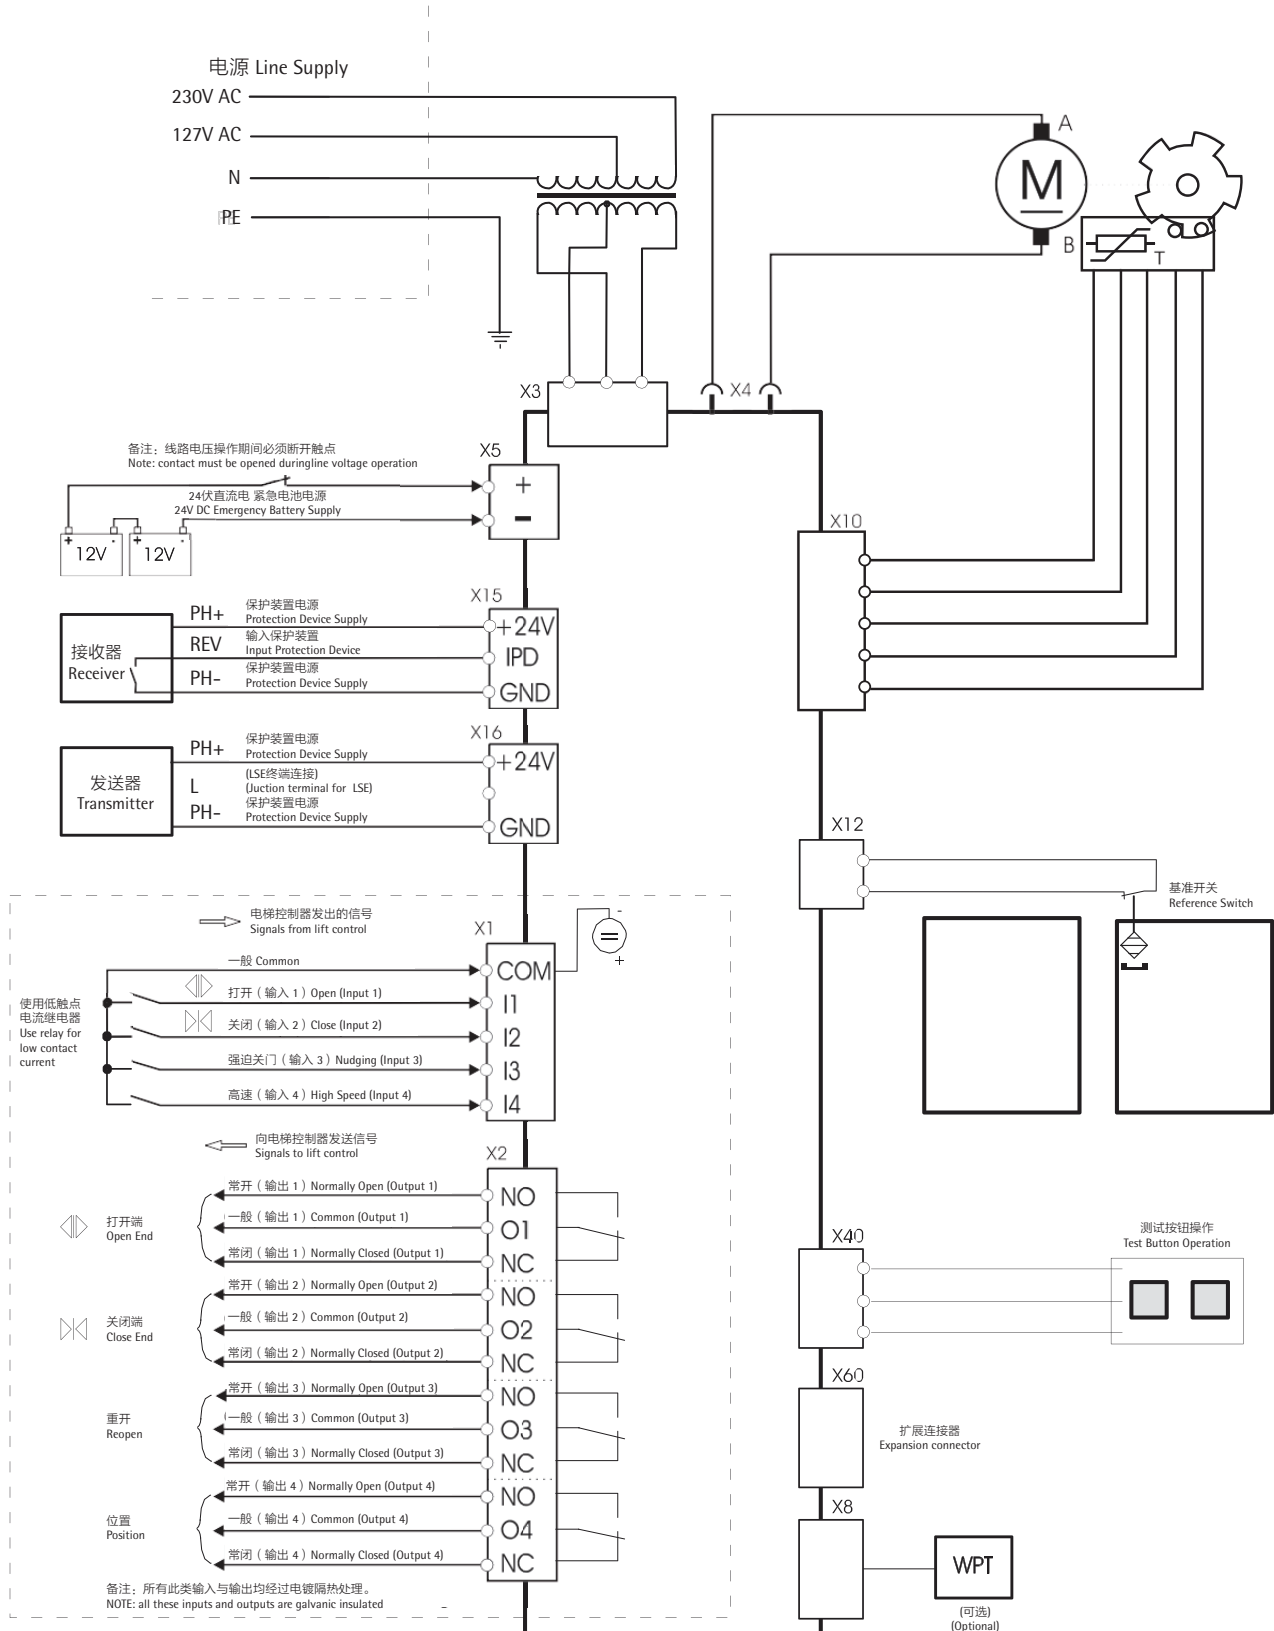 电源 Line Supply
230V AC
127V AC
N
PE
A
M
B
T
X3
X4
备注：线路电压操作期间必须断开触点
Note: contact must be opened duringline voltage operation
X5
+
−
24伏直流电 紧急电池电源
24V DC Emergency Battery Supply
+ -
12V
+ -
12V
X10
X15
接收器
Receiver
PH+
保护装置电源
Protection Device Supply
+24V
REV
输入保护装置
Input Protection Device
IPD
PH-
保护装置电源
Protection Device Supply
GND
X16
发送器
Transmitter
PH+
保护装置电源
Protection Device Supply
+24V
L
(LSE终端连接)
(Juction terminal for LSE)
PH-
保护装置电源
Protection Device Supply
GND
X12
基准开关
Reference Switch
电梯控制器发出的信号
Signals from lift control
X1
-
=
+
使用低触点
电流继电器
Use relay for
low contact
current
一般 Common
COM
打开（输入 1）Open (Input 1)
I1
关闭（输入 2）Close (Input 2)
I2
强迫关门（输入 3）Nudging (Input 3)
I3
高速（输入 4）High Speed (Input 4)
I4
向电梯控制器发送信号
Signals to lift control
X2
打开端
Open End
常开（输出 1）Normally Open (Output 1)
NO
一般（输出 1）Common (Output 1)
O1
常闭（输出 1）Normally Closed (Output 1)
NC
关闭端
Close End
常开（输出 2）Normally Open (Output 2)
NO
一般（输出 2）Common (Output 2)
O2
常闭（输出 2）Normally Closed (Output 2)
NC
重开
Reopen
常开（输出 3）Normally Open (Output 3)
NO
一般（输出 3）Common (Output 3)
O3
常闭（输出 3）Normally Closed (Output 3)
NC
位置
Position
常开（输出 4）Normally Open (Output 4)
NO
一般（输出 4）Common (Output 4)
O4
常闭（输出 4）Normally Closed (Output 4)
NC
备注：所有此类输入与输出均经过电镀隔热处理。
NOTE: all these inputs and outputs are galvanic insulated
X40
测试按钮操作
Test Button Operation
X60
扩展连接器
Expansion connector
X8
WPT
(可选)
(Optional)